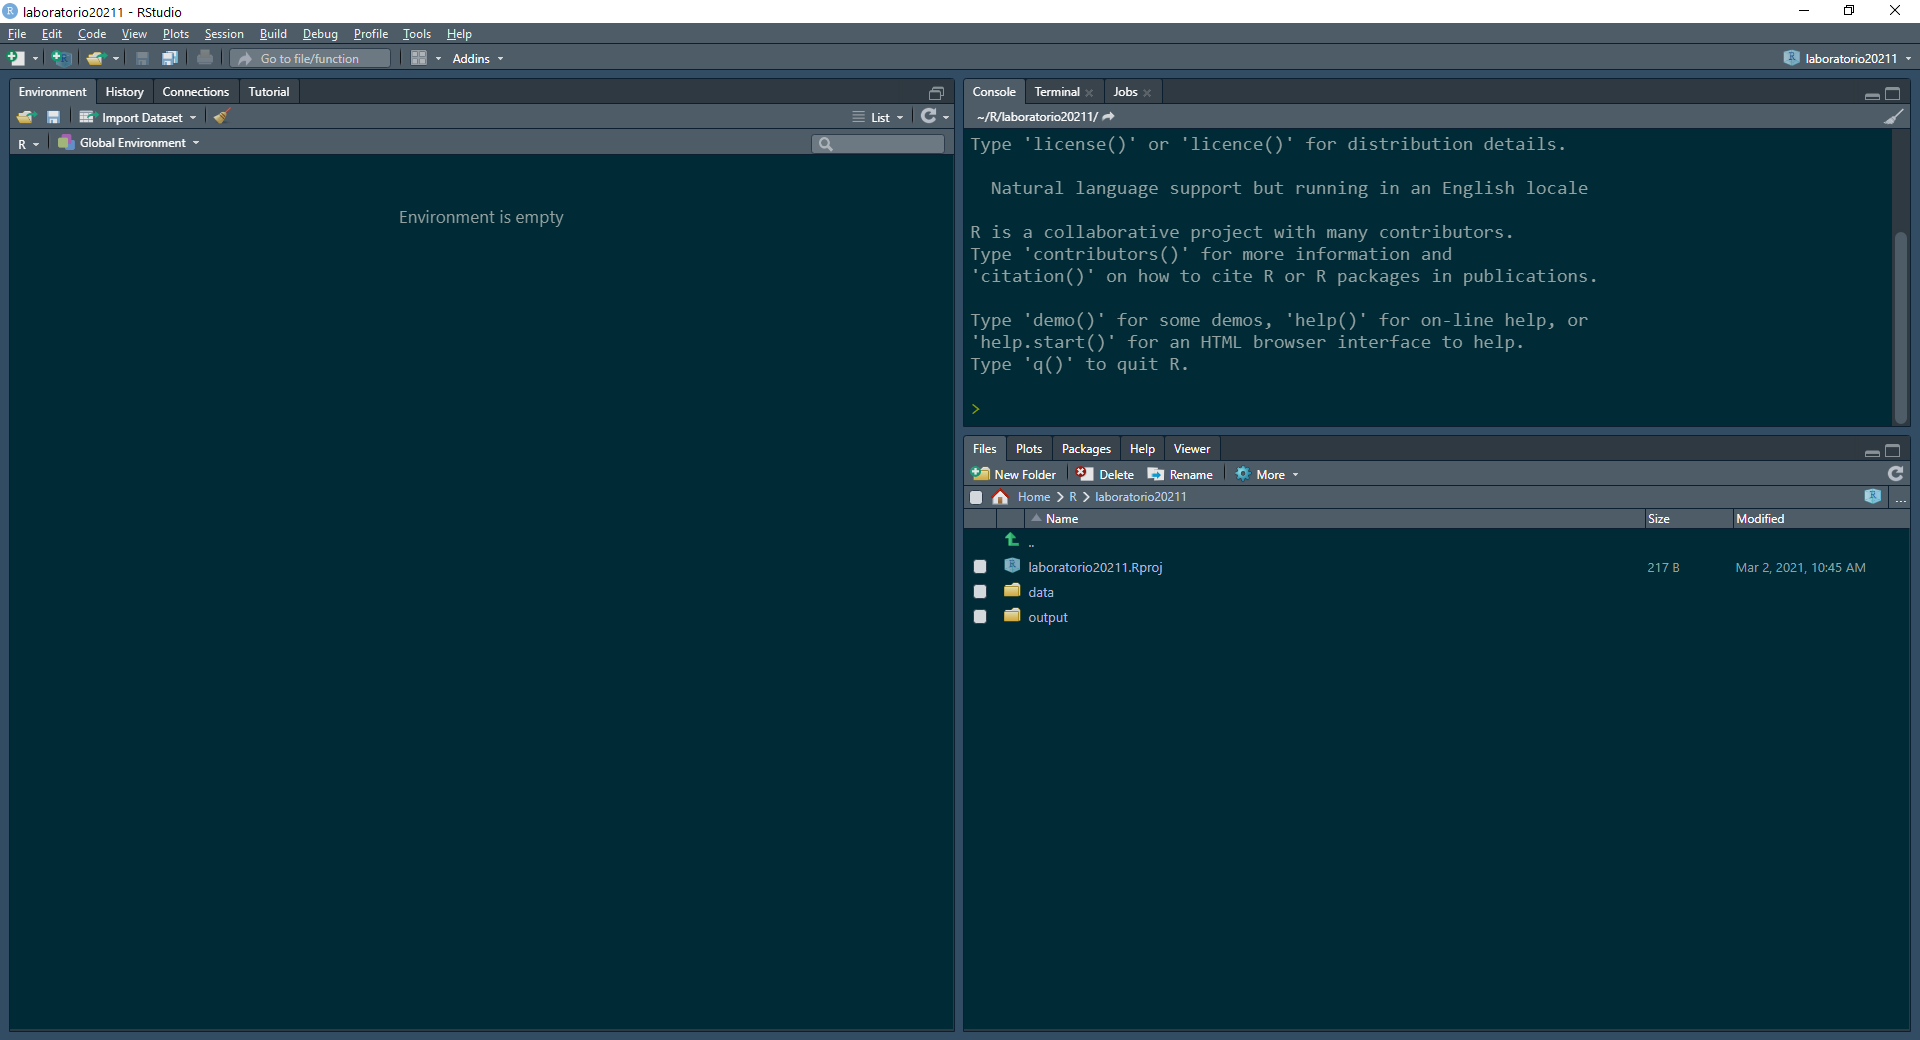 laboratorio20211 - RStudio
File Edit Code View Plots Session Build Debug Profile Tools Help
Go to file/function Addins laboratorio20211
Environment History Connections Tutorial
Import Dataset List
R Global Environment
Environment is empty
Console Terminal Jobs
~/R/laboratorio20211/
Type 'license()' or 'licence()' for distribution details.
Natural language support but running in an English locale
R is a collaborative project with many contributors.
Type 'contributors()' for more information and
'citation()' on how to cite R or R packages in publications.
Type 'demo()' for some demos, 'help()' for on-line help, or
'help.start()' for an HTML browser interface to help.
Type 'q()' to quit R.
>
Files Plots Packages Help Viewer
New Folder Delete Rename More
Home R laboratorio20211 ...
Name Size Modified
..
laboratorio20211.Rproj 217 B Mar 2, 2021, 10:45 AM
data
output